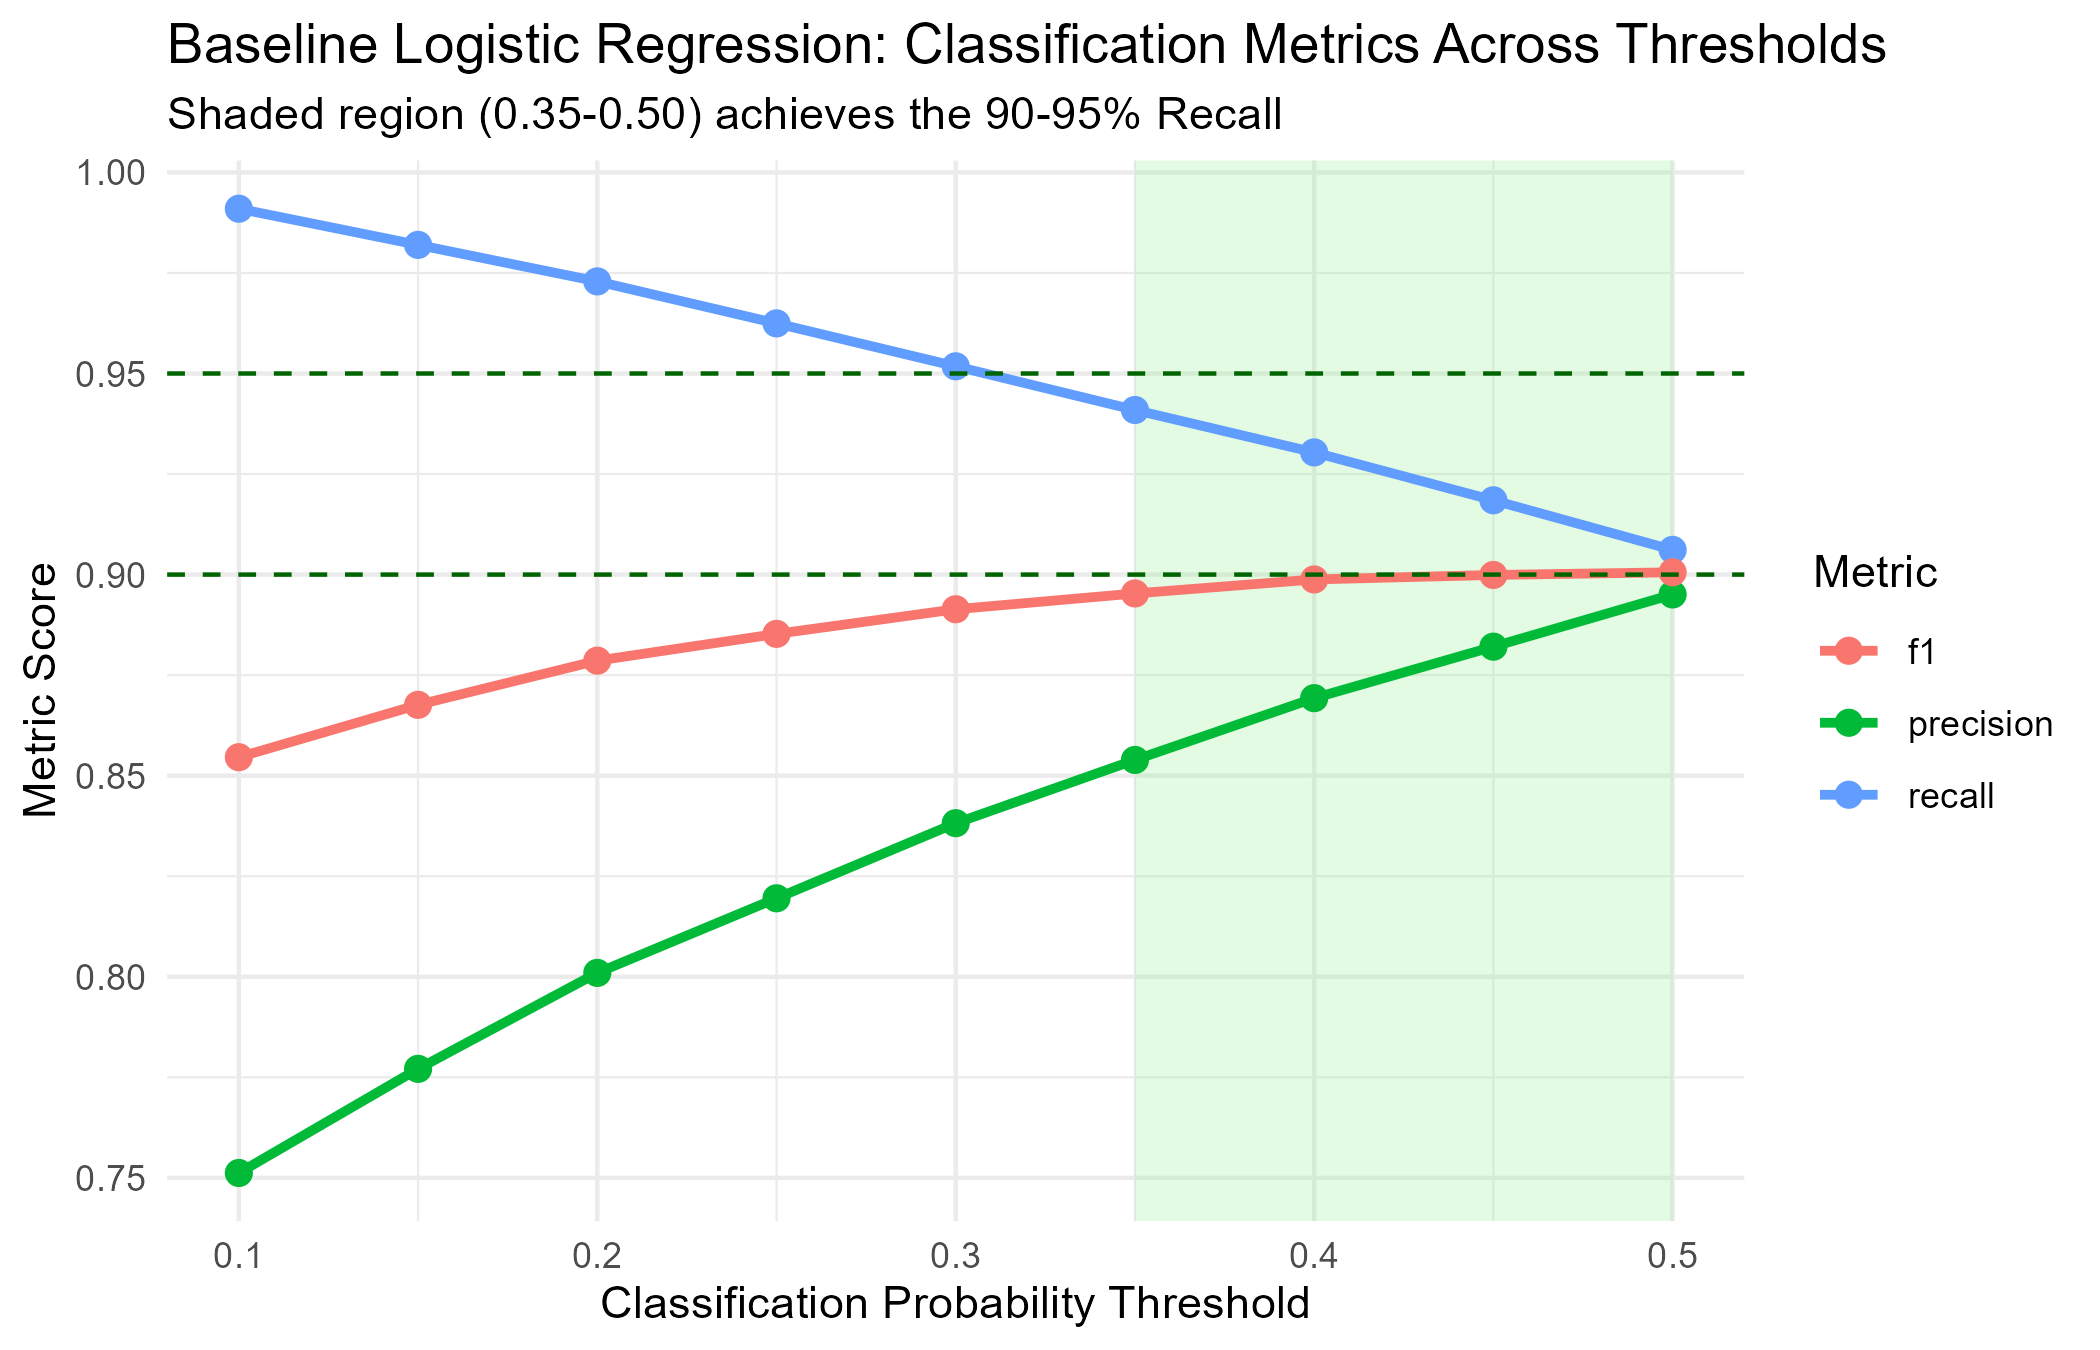 Baseline Logistic Regression: Classification Metrics Across Thresholds
Shaded region (0.35-0.50) achieves the 90-95% Recall
Metric Score
1.00
0.95
0.90
0.85
0.80
0.75
0.1 0.2 0.3 0.4 0.5
Classification Probability Threshold
Metric
f1
precision
recall